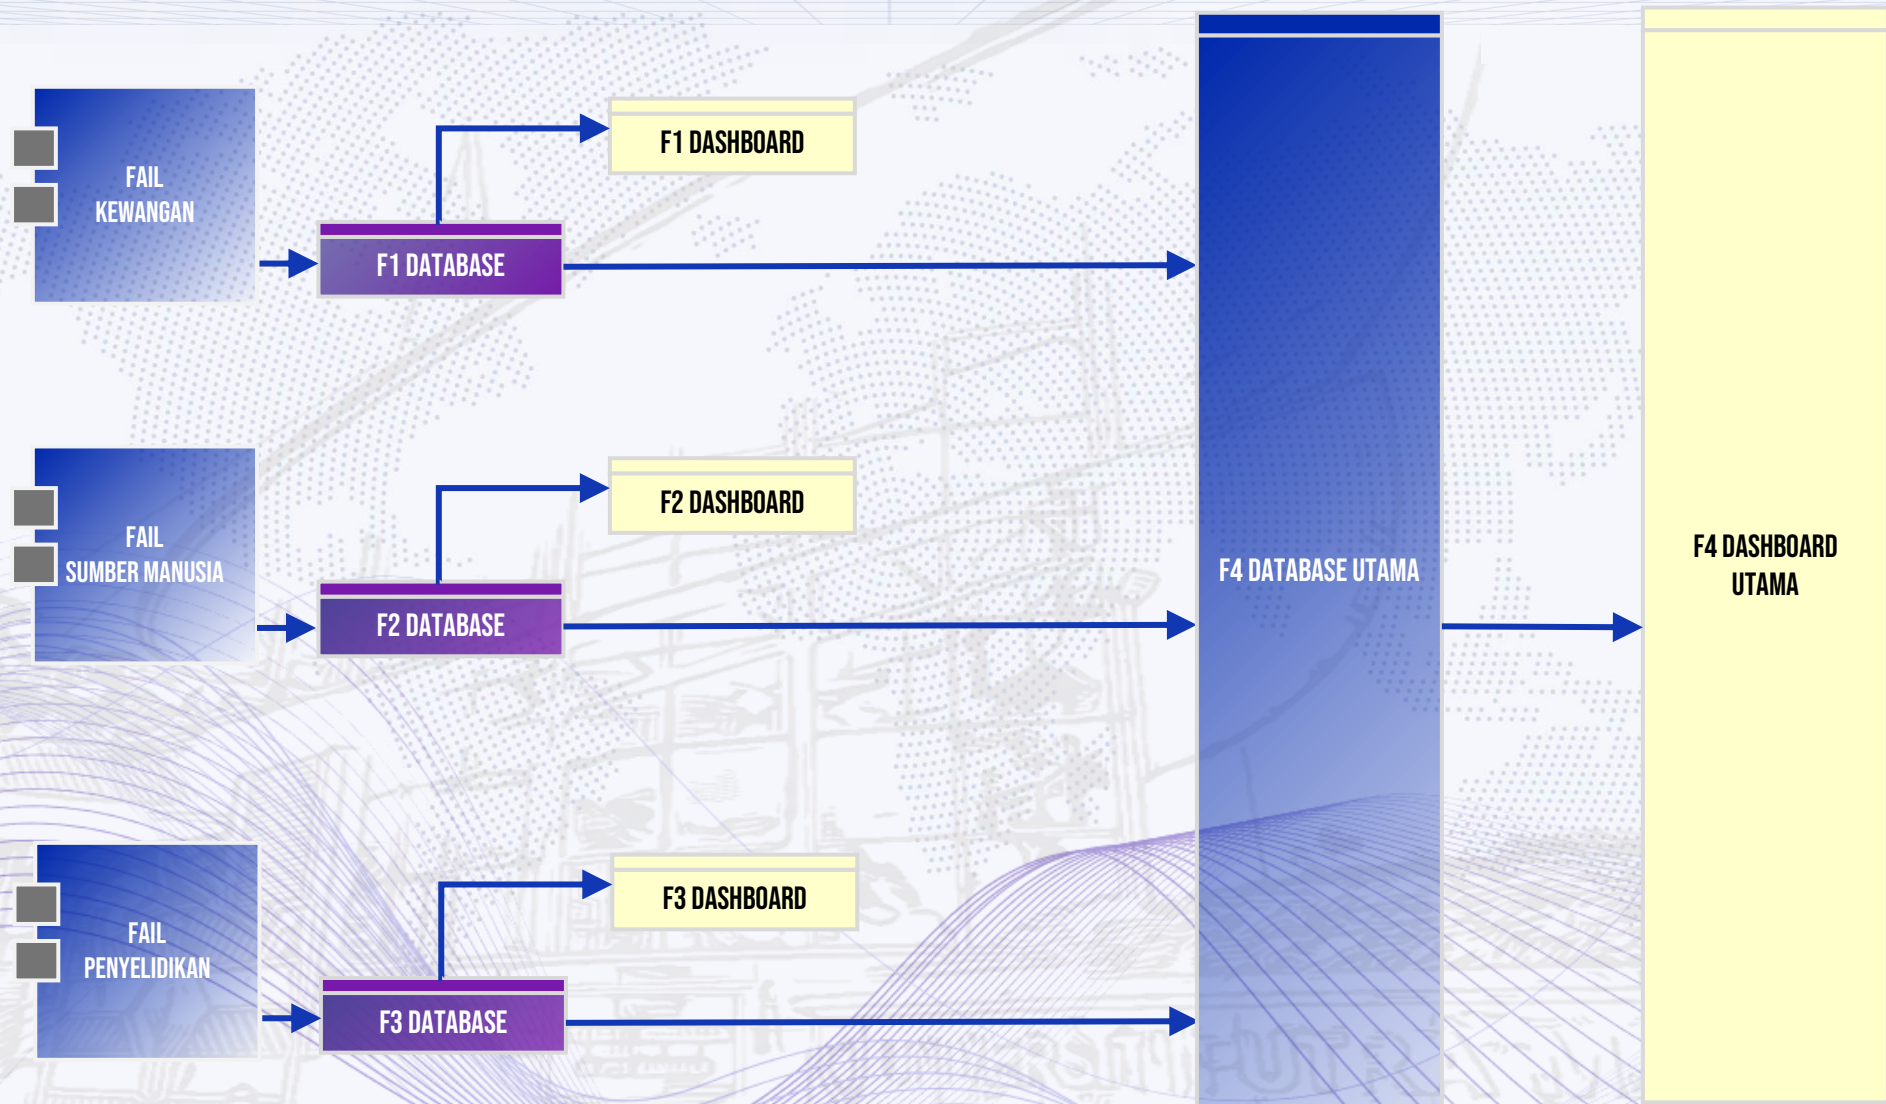 FAIL
KEWANGAN
F1 DATABASE
F1 DASHBOARD
FAIL
SUMBER MANUSIA
F2 DATABASE
F2 DASHBOARD
FAIL
PENYELIDIKAN
F3 DATABASE
F3 DASHBOARD
F4 DATABASE UTAMA
F4 DASHBOARD
UTAMA